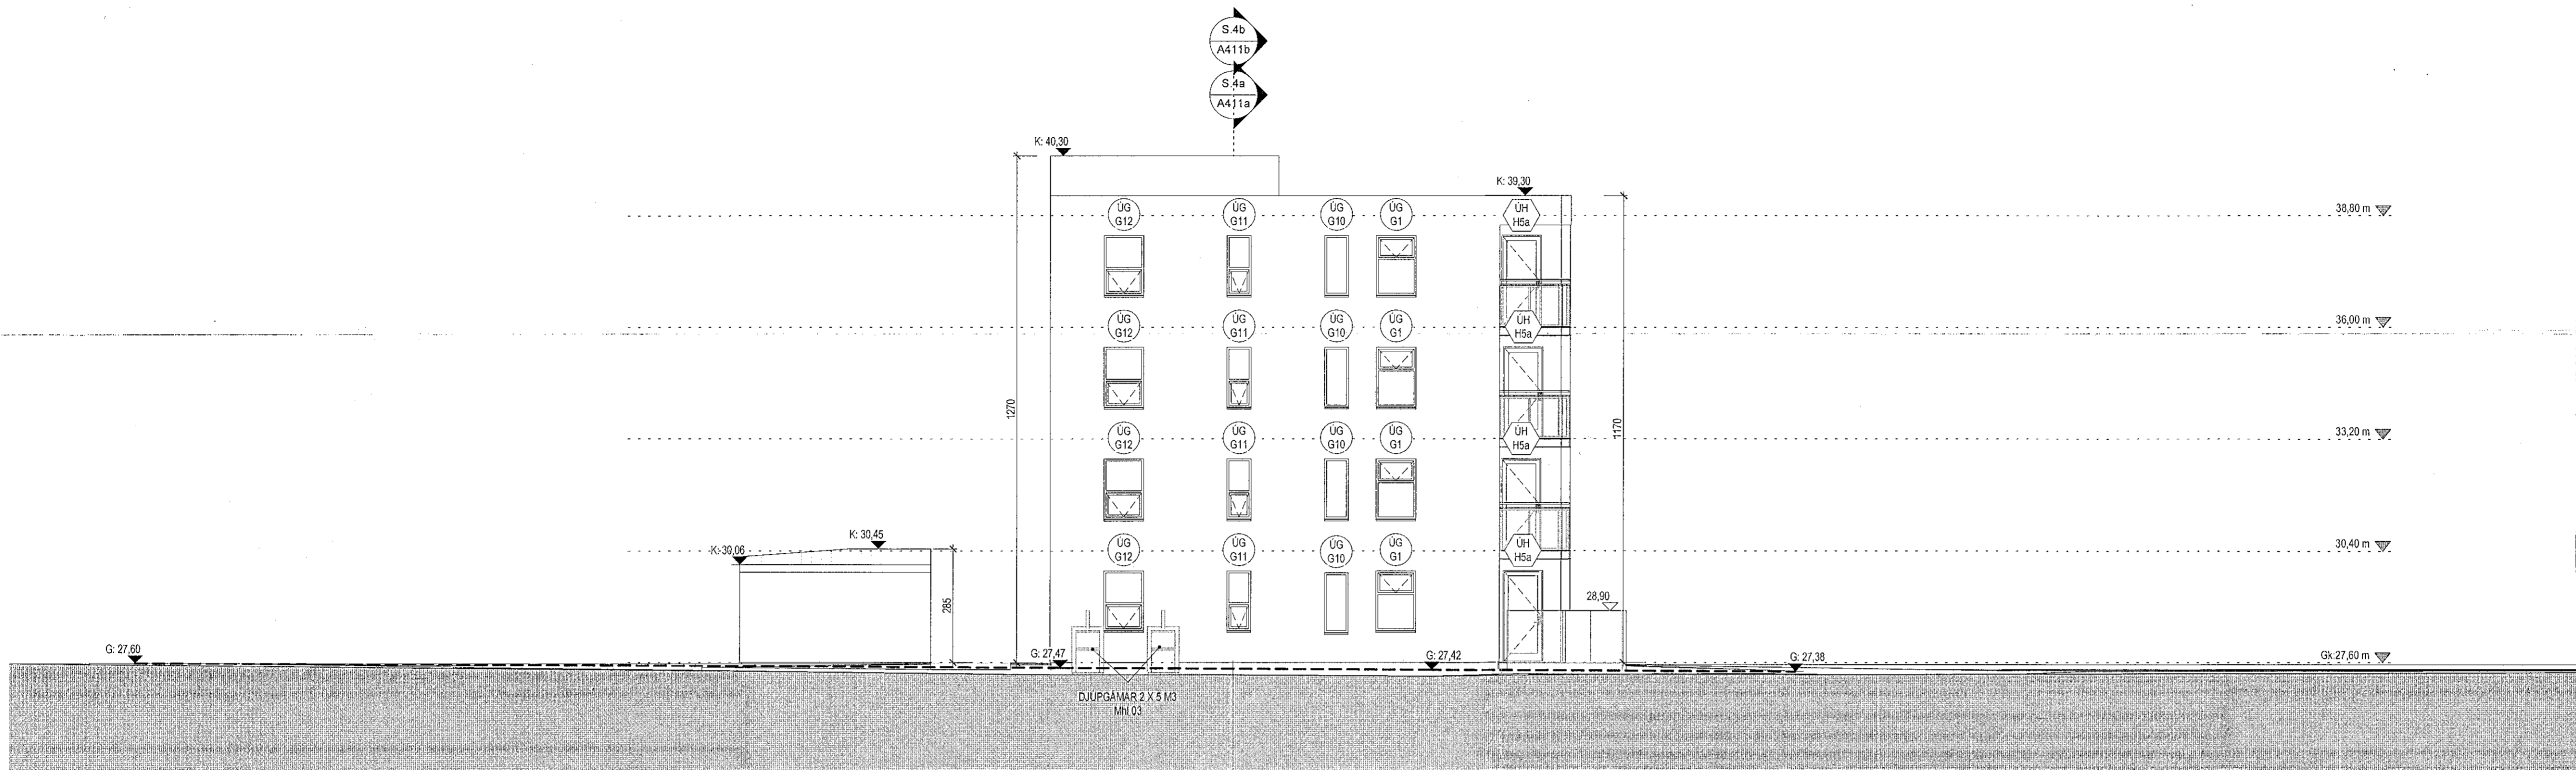 S.4b
A411b
S.4a
A411a
K: 40,30
K: 39,30
ÚG
G12
ÚG
G11
ÚG
G10
ÚG
G1
ÚH
H5a
38,80 m
ÚG
G12
ÚG
G11
ÚG
G10
ÚG
G1
ÚH
H5a
36,00 m
1270
1170
ÚG
G12
ÚG
G11
ÚG
G10
ÚG
G1
ÚH
H5a
33,20 m
K: 30,45
K: 30,06
ÚG
G12
ÚG
G11
ÚG
G10
ÚG
G1
ÚH
H5a
30,40 m
285
28,90
G: 27,60
G: 27,47
G: 27,42
G: 27,38
Gk:27,60 m
DJÚPGÁMAR 2 X 5 M3
Mhl 03